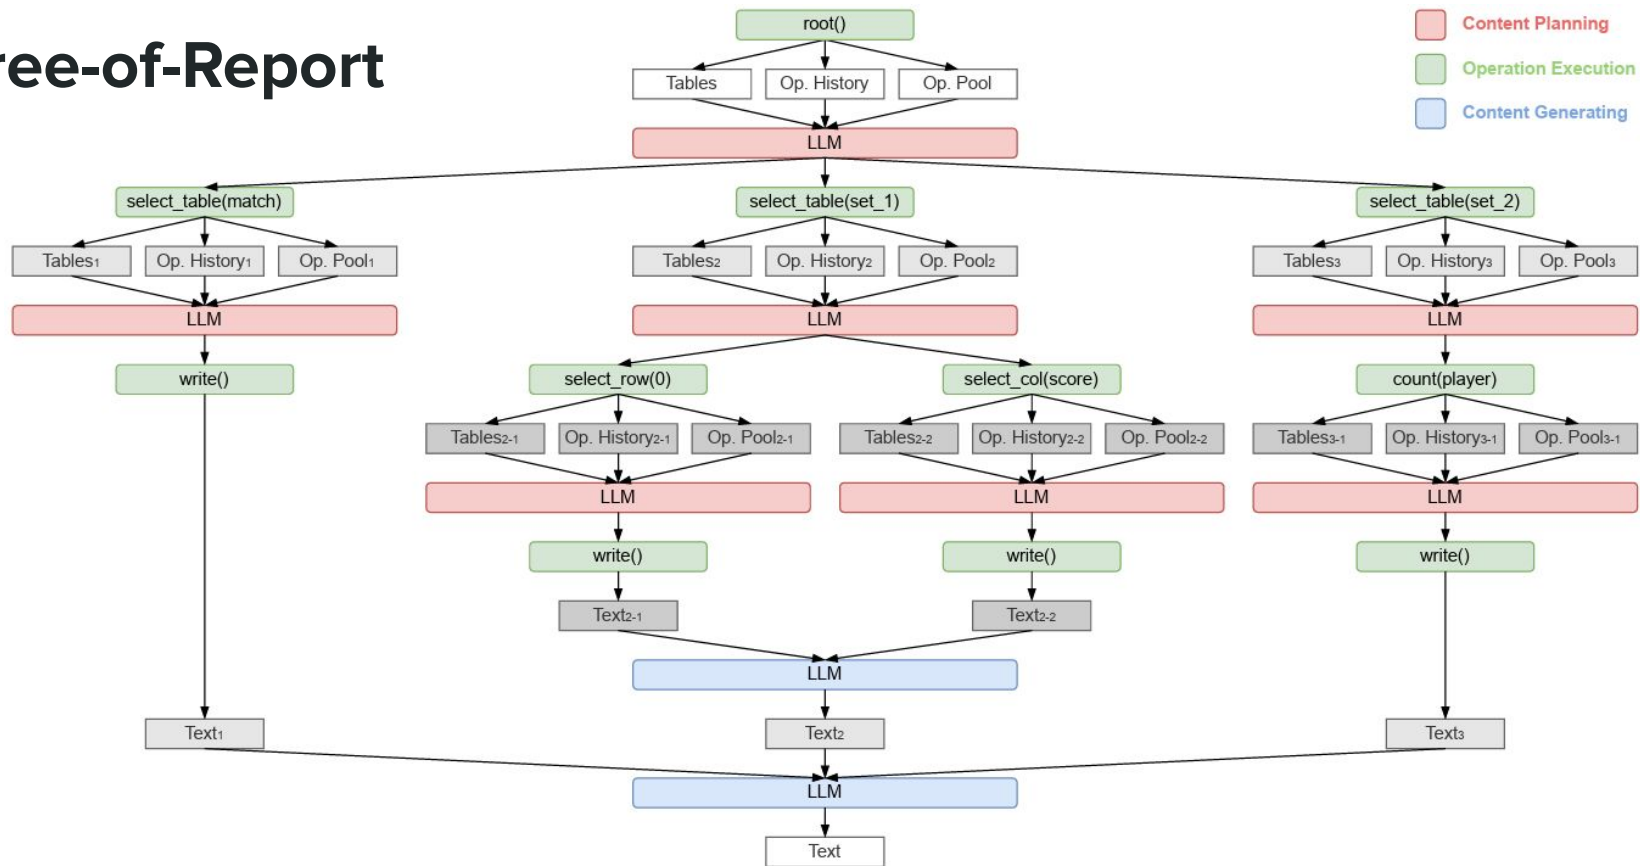 ree-of-Report
root()
Content Planning
Operation Execution
Content Generating
Tables Op. History Op. Pool
LLM
select_table(match) select_table(set_1) select_table(set_2)
Tables1 Op. History1 Op. Pool1 Tables2 Op. History2 Op. Pool2 Tables3 Op. History3 Op. Pool3
LLM LLM LLM
write() select_row(0) select_col(score) count(player)
Tables2-1 Op. History2-1 Op. Pool2-1 Tables2-2 Op. History2-2 Op. Pool2-2 Tables3-1 Op. History3-1 Op. Pool3-1
LLM LLM LLM
write() write() write()
Text2-1 Text2-2
LLM
Text1 Text2 Text3
LLM
Text